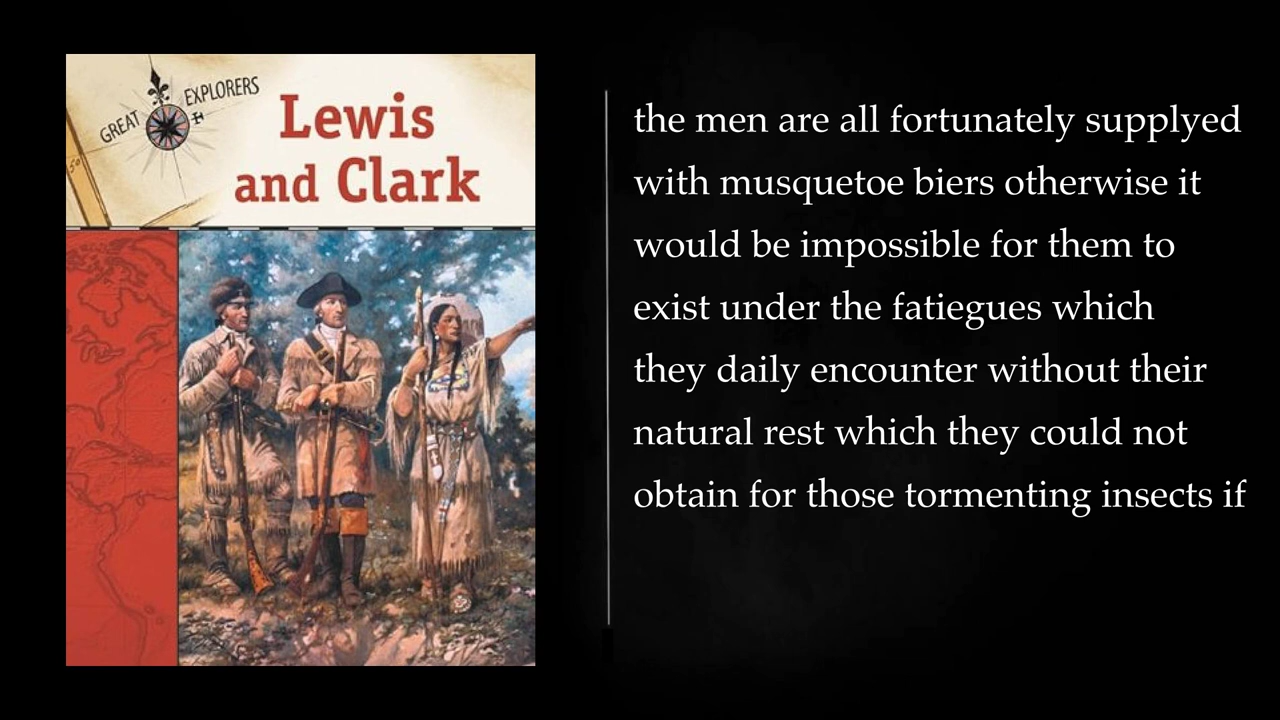 GREAT EXPLORERS
Lewis
and Clark
the men are all fortunately supplyed
with musquetoe biers otherwise it
would be impossible for them to
exist under the fatiegues which
they daily encounter without their
natural rest which they could not
obtain for those tormenting insects if